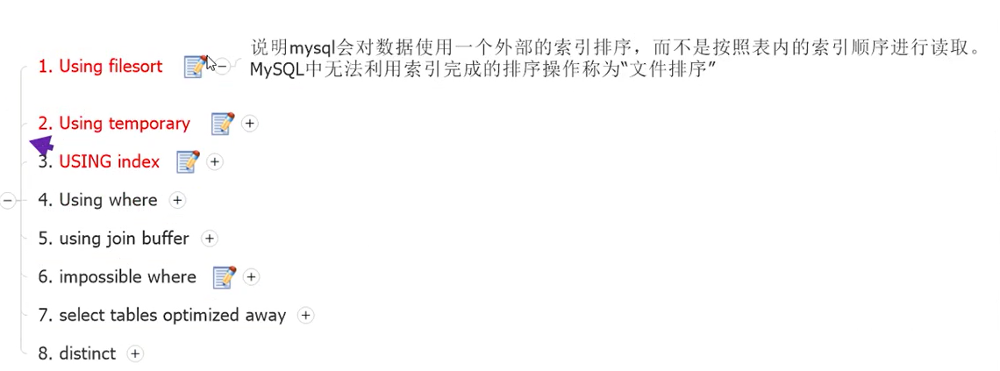 说明mysql会对数据使用一个外部的索引排序，而不是按照表内的索引顺序进行读取。
MySQL中无法利用索引完成的排序操作称为“文件排序”
1. Using filesort
2. Using temporary
3. USING index
4. Using where
5. using join buffer
6. impossible where
7. select tables optimized away
8. distinct